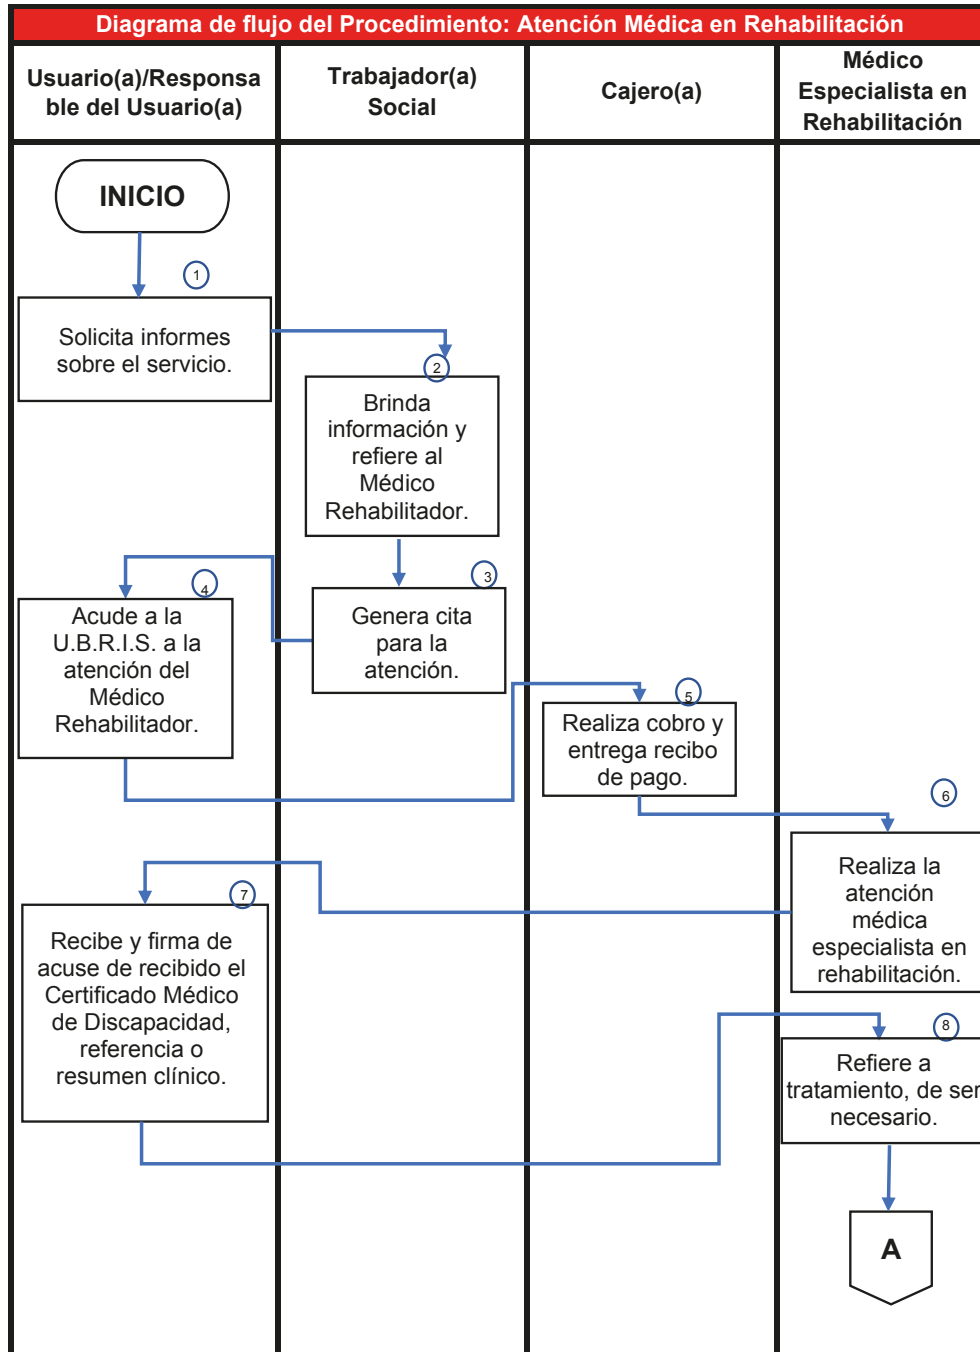 Diagrama de flujo del Procedimiento: Atención Médica en Rehabilitación
Usuario(a)/Responsa
ble del Usuario(a)
Trabajador(a)
Social
Cajero(a)
Médico
Especialista en
Rehabilitación
INICIO
1
Solicita informes
sobre el servicio.
2
Brinda
información y
refiere al
Médico
Rehabilitador.
3
Genera cita
para la
atención.
4
Acude a la
U.B.R.I.S. a la
atención del
Médico
Rehabilitador.
5
Realiza cobro y
entrega recibo
de pago.
6
Realiza la
atención
médica
especialista en
rehabilitación.
7
Recibe y firma de
acuse de recibido el
Certificado Médico
de Discapacidad,
referencia o
resumen clínico.
8
Refiere a
tratamiento, de ser
necesario.
A